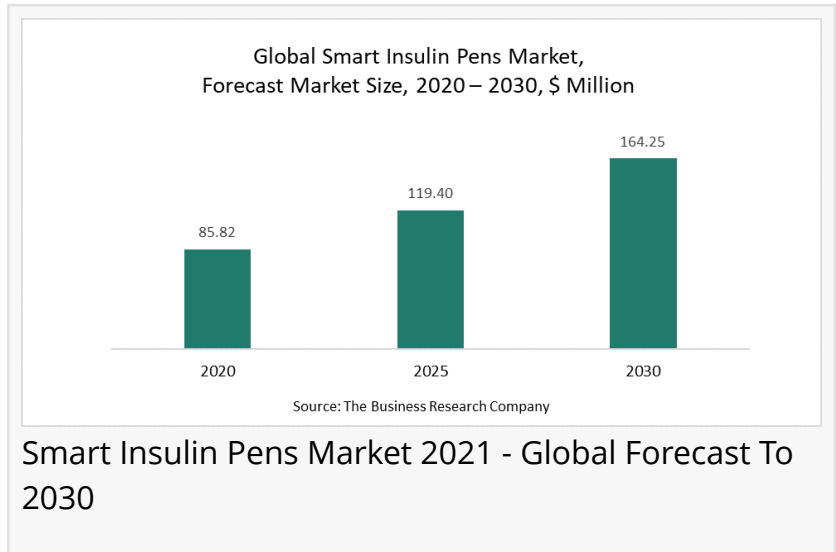 Global Smart Insulin Pens Market,
Forecast Market Size, 2020 – 2030, $ Million
164.25
119.40
85.82
2020
2025
2030
Source: The Business Research Company
Smart Insulin Pens Market 2021 - Global Forecast To
2030